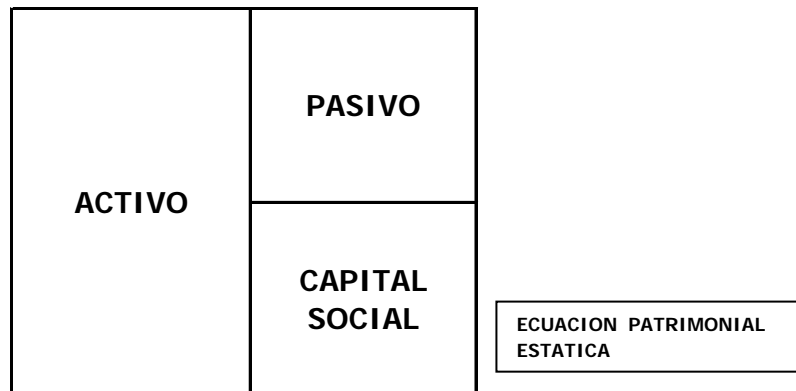 PASIVO
ACTIVO
CAPITAL
SOCIAL
ECUACION PATRIMONIAL
ESTATICA